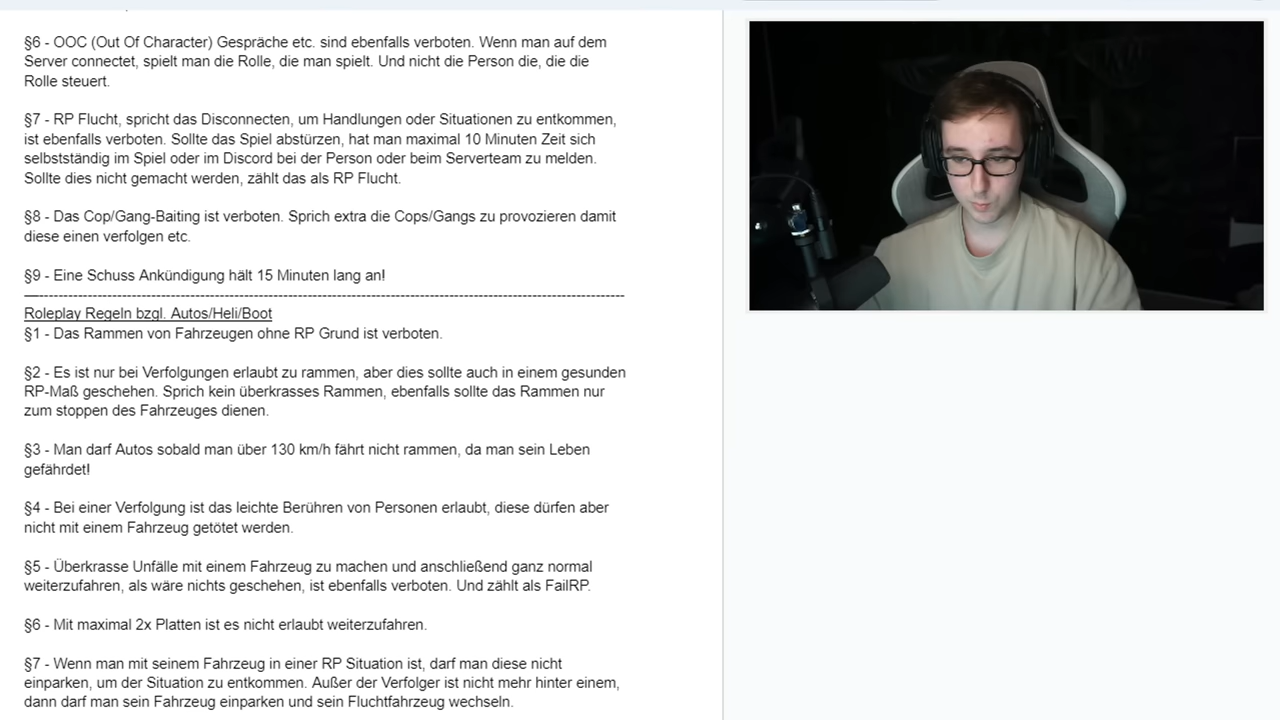 §6 - OOC (Out Of Character) Gespräche etc. sind ebenfalls verboten. Wenn man auf dem
Server connectet, spielt man die Rolle, die man spielt. Und nicht die Person die, die die
Rolle steuert.
§7 - RP Flucht, spricht das Disconnecten, um Handlungen oder Situationen zu entkommen,
ist ebenfalls verboten. Sollte das Spiel abstürzen, hat man maximal 10 Minuten Zeit sich
selbstständig im Spiel oder im Discord bei der Person oder beim Serverteam zu melden.
Sollte dies nicht gemacht werden, zählt das als RP Flucht.
§8 - Das Cop/Gang-Baiting ist verboten. Sprich extra die Cops/Gangs zu provozieren damit
diese einen verfolgen etc.
§9 - Eine Schuss Ankündigung hält 15 Minuten lang an!
Roleplay Regeln bzgl. Autos/Heli/Boot
§1 - Das Rammen von Fahrzeugen ohne RP Grund ist verboten.
§2 - Es ist nur bei Verfolgungen erlaubt zu rammen, aber dies sollte auch in einem gesunden
RP-Maß geschehen. Sprich kein überkrasses Rammen, ebenfalls sollte das Rammen nur
zum stoppen des Fahrzeuges dienen.
§3 - Man darf Autos sobald man über 130 km/h fährt nicht rammen, da man sein Leben
gefährdet!
§4 - Bei einer Verfolgung ist das leichte Berühren von Personen erlaubt, diese dürfen aber
nicht mit einem Fahrzeug getötet werden.
§5 - Überkrasse Unfälle mit einem Fahrzeug zu machen und anschließend ganz normal
weiterzufahren, als wäre nichts geschehen, ist ebenfalls verboten. Und zählt als FailRP.
§6 - Mit maximal 2x Platten ist es nicht erlaubt weiterzufahren.
§7 - Wenn man mit seinem Fahrzeug in einer RP Situation ist, darf man diese nicht
einparken, um der Situation zu entkommen. Außer der Verfolger ist nicht mehr hinter einem,
dann darf man sein Fahrzeug einparken und sein Fluchtfahrzeug wechseln.